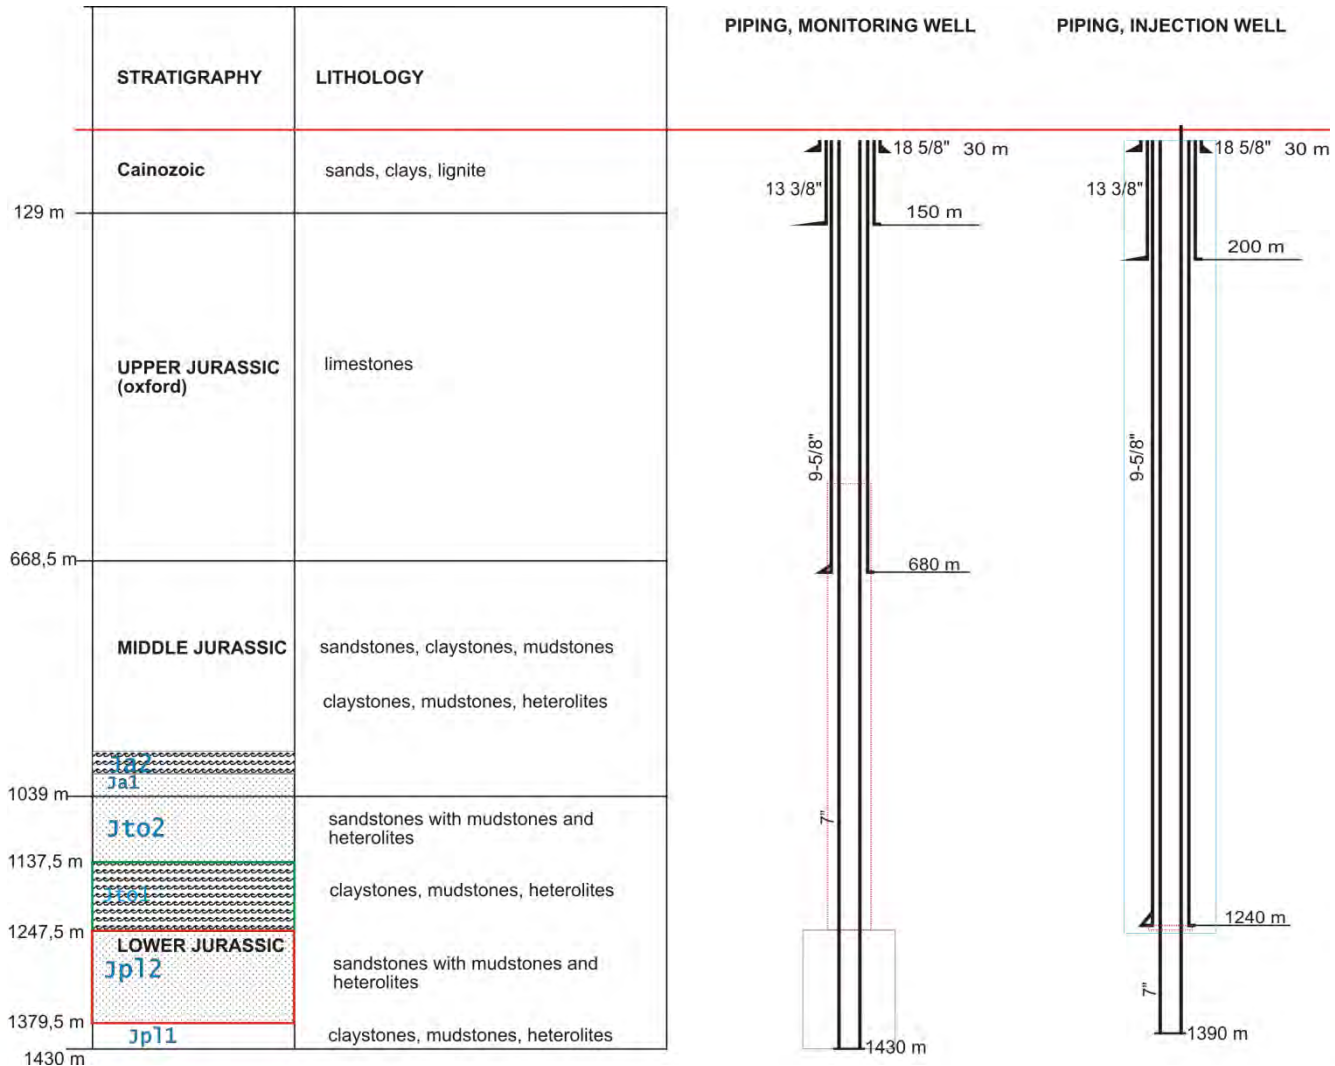 PIPING, MONITORING WELL
PIPING, INJECTION WELL
STRATIGRAPHY
LITHOLOGY
Cainozoic
sands, clays, lignite
129 m
UPPER JURASSIC
(oxford)
limestones
668,5 m
MIDDLE JURASSIC
sandstones, claystones, mudstones
claystones, mudstones, heterolites
Ja2
Ja1
1039 m
Jto2
sandstones with mudstones and
heterolites
1137,5 m
Jto1
claystones, mudstones, heterolites
1247,5 m
LOWER JURASSIC
Jpl2
sandstones with mudstones and
heterolites
1379,5 m
Jpl1
claystones, mudstones, heterolites
1430 m
18 5/8" 30 m
13 3/8"
150 m
9-5/8"
680 m
7"
1430 m
18 5/8" 30 m
13 3/8"
200 m
9-5/8"
1240 m
7"
1390 m